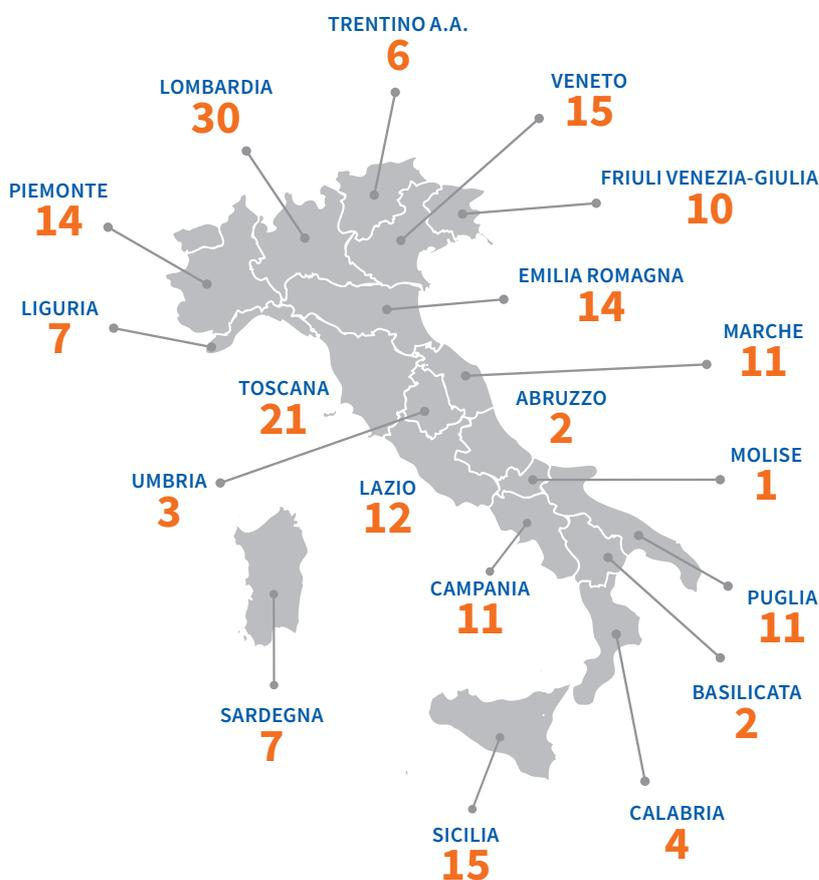 TRENTINO A.A.
6
LOMBARDIA
30
VENETO
15
PIEMONTE
14
FRIULI VENEZIA-GIULIA
10
EMILIA ROMAGNA
14
LIGURIA
7
MARCHE
11
TOSCANA
21
ABRUZZO
2
UMBRIA
3
LAZIO
12
MOLISE
1
CAMPANIA
11
PUGLIA
11
BASILICATA
2
SARDEGNA
7
CALABRIA
4
SICILIA
15